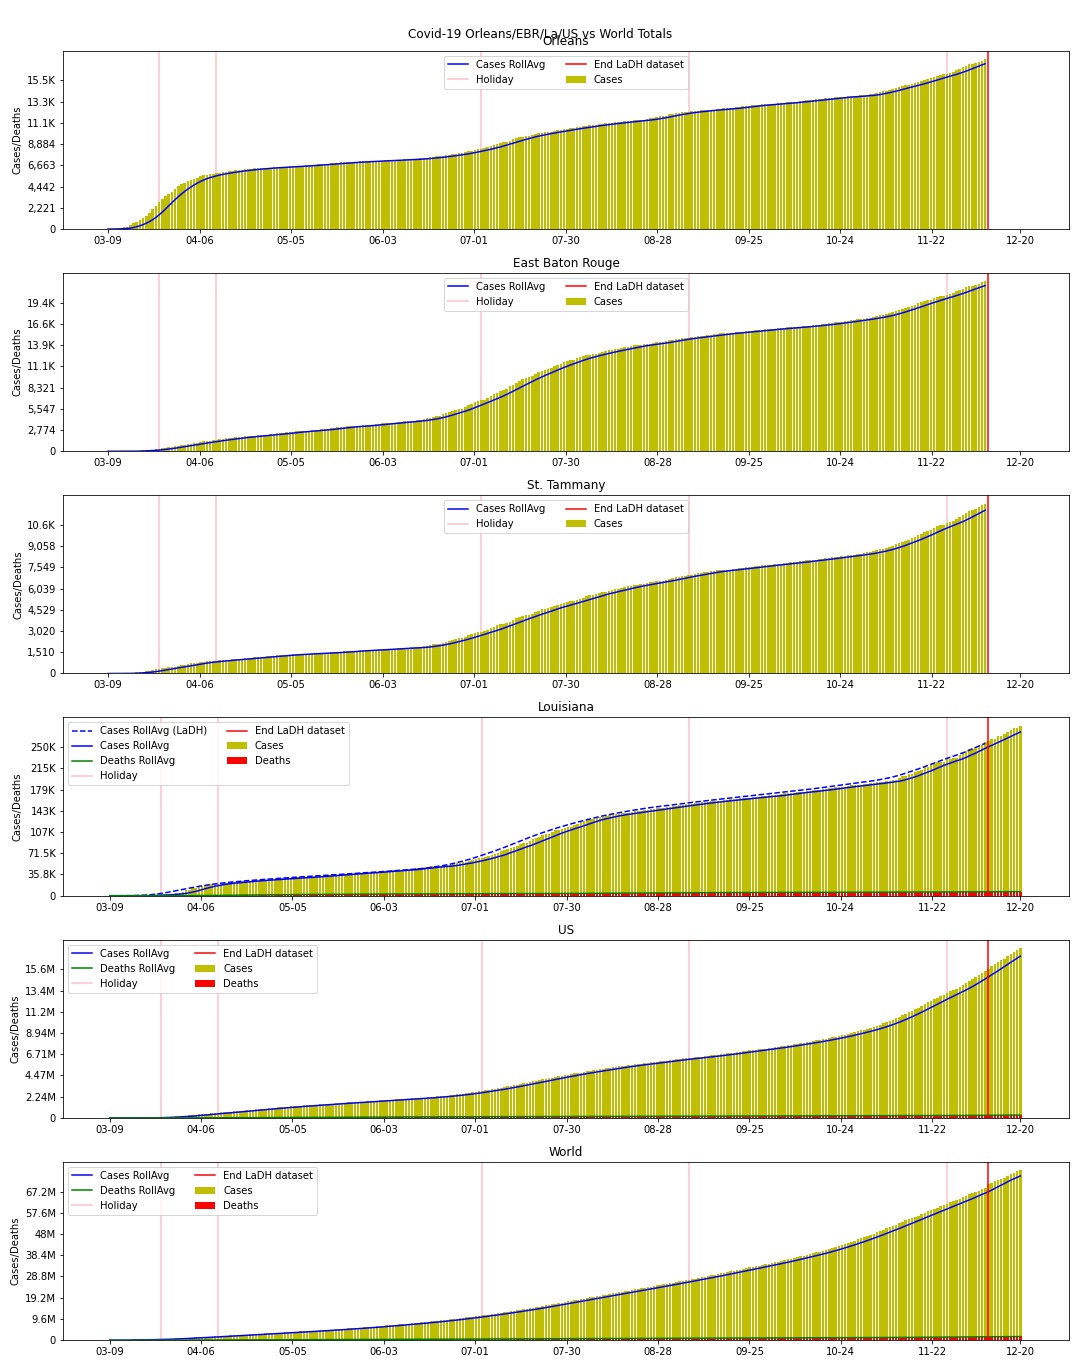 Covid-19 Orleans/EBR/La/US vs World Totals
Orleans
Cases RollAvg
Holiday
End LaDH dataset
Cases
Cases/Deaths
15.5K
13.3K
11.1K
8,884
6,663
4,442
2,221
0
03-09 04-06 05-05 06-03 07-01 07-30 08-28 09-25 10-24 11-22 12-20
East Baton Rouge
Cases RollAvg
Holiday
End LaDH dataset
Cases
Cases/Deaths
19.4K
16.6K
13.9K
11.1K
8,321
5,547
2,774
0
03-09 04-06 05-05 06-03 07-01 07-30 08-28 09-25 10-24 11-22 12-20
St. Tammany
Cases RollAvg
Holiday
End LaDH dataset
Cases
Cases/Deaths
10.6K
9,058
7,549
6,039
4,529
3,020
1,510
0
03-09 04-06 05-05 06-03 07-01 07-30 08-28 09-25 10-24 11-22 12-20
Louisiana
Cases RollAvg (LaDH)
Cases RollAvg
Deaths RollAvg
Holiday
End LaDH dataset
Cases
Deaths
Cases/Deaths
250K
215K
179K
143K
107K
71.5K
35.8K
0
03-09 04-06 05-05 06-03 07-01 07-30 08-28 09-25 10-24 11-22 12-20
US
Cases RollAvg
Deaths RollAvg
Holiday
End LaDH dataset
Cases
Deaths
Cases/Deaths
15.6M
13.4M
11.2M
8.94M
6.71M
4.47M
2.24M
0
03-09 04-06 05-05 06-03 07-01 07-30 08-28 09-25 10-24 11-22 12-20
World
Cases RollAvg
Deaths RollAvg
Holiday
End LaDH dataset
Cases
Deaths
Cases/Deaths
67.2M
57.6M
48M
38.4M
28.8M
19.2M
9.6M
0
03-09 04-06 05-05 06-03 07-01 07-30 08-28 09-25 10-24 11-22 12-20